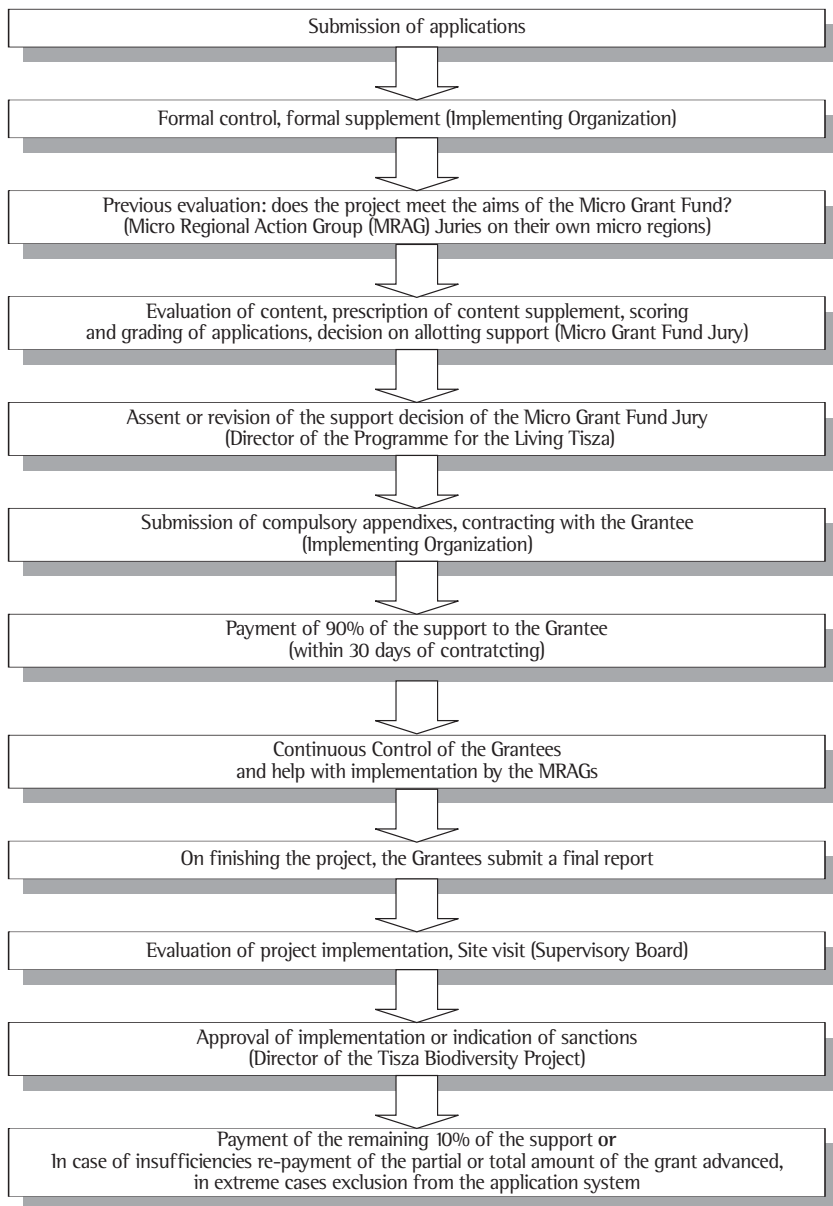 Submission of applications
Formal control, formal supplement (Implementing Organization)
Previous evaluation: does the project meet the aims of the Micro Grant Fund?
(Micro Regional Action Group (MRAG) Juries on their own micro regions)
Evaluation of content, prescription of content supplement, scoring
and grading of applications, decision on allotting support (Micro Grant Fund Jury)
Assent or revision of the support decision of the Micro Grant Fund Jury
(Director of the Programme for the Living Tisza)
Submission of compulsory appendixes, contracting with the Grantee
(Implementing Organization)
Payment of 90% of the support to the Grantee
(within 30 days of contratcting)
Continuous Control of the Grantees
and help with implementation by the MRAGs
On finishing the project, the Grantees submit a final report
Evaluation of project implementation, Site visit (Supervisory Board)
Approval of implementation or indication of sanctions
(Director of the Tisza Biodiversity Project)
Payment of the remaining 10% of the support or
In case of insufficiencies re-payment of the partial or total amount of the grant advanced,
in extreme cases exclusion from the application system